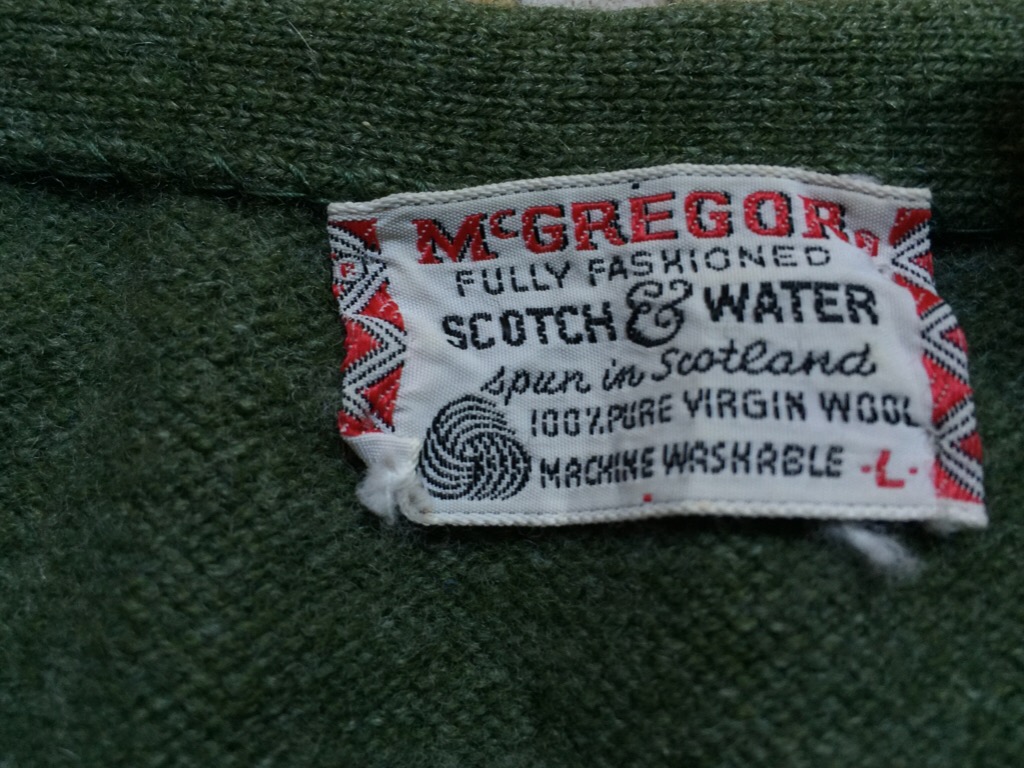 McGREGOR®
FULLY FASHIONED
SCOTCH & WATER
spun in Scotland
100% PURE VIRGIN WOOL
MACHINE WASHABLE -L-